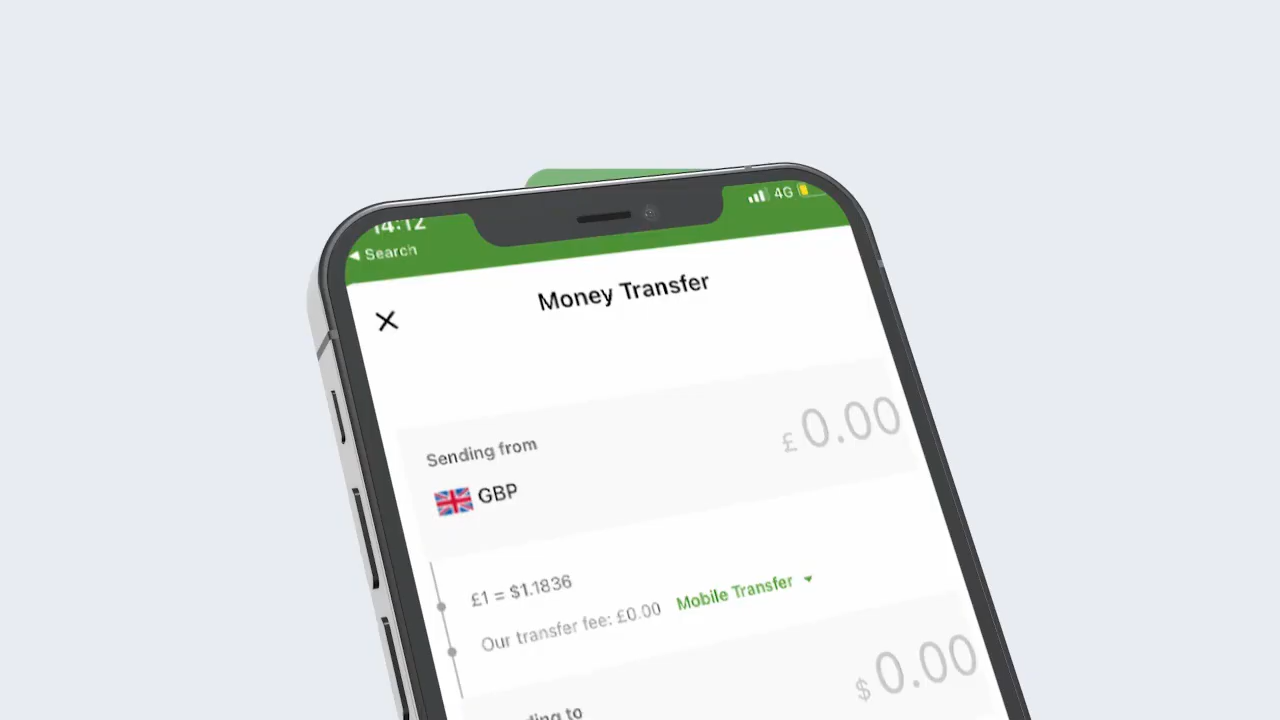 14:12
4G
◀ Search
Money Transfer
£ 0.00
Sending from
GBP
£1 = $1.1836
Our transfer fee: £0.00 Mobile Transfer
$ 0.00
to